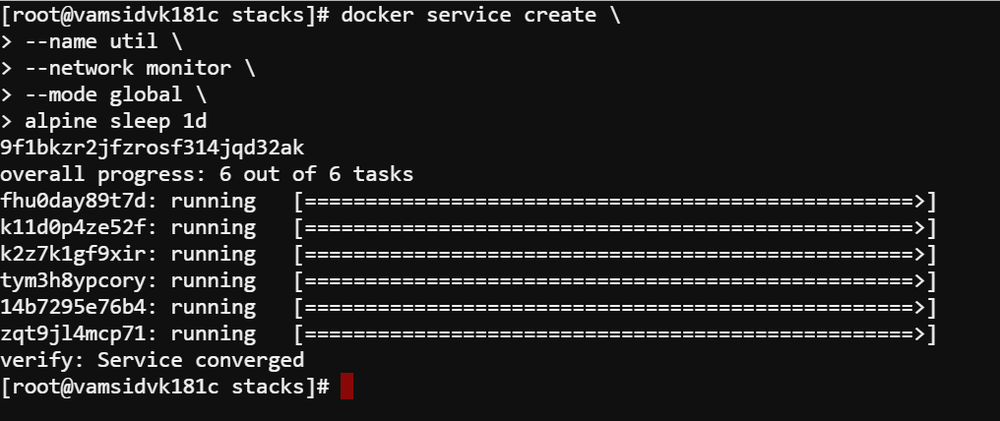 [root@vamsidvk181c stacks]# docker service create \
> --name util \
> --network monitor \
> --mode global \
> alpine sleep 1d
9f1bkzr2jfzrosf314jqd32ak
overall progress: 6 out of 6 tasks
fhu0day89t7d: running   [==================================================>]
k11d0p4ze52f: running   [==================================================>]
k2z7k1gf9xir: running   [==================================================>]
tym3h8ypcory: running   [==================================================>]
14b7295e76b4: running   [==================================================>]
zqt9jl4mcp71: running   [==================================================>]
verify: Service converged
[root@vamsidvk181c stacks]#